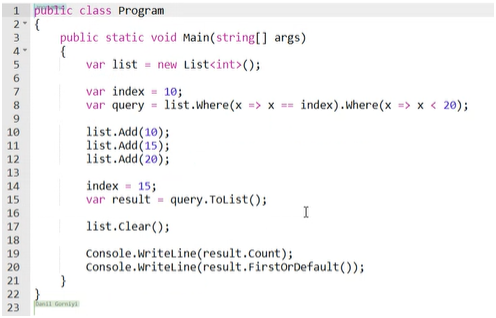 1 public class Program
2 {
3 public static void Main(string[] args)
4 {
5 var list = new List<int>();
6
7 var index = 10;
8 var query = list.Where(x => x == index).Where(x => x < 20);
9
10 list.Add(10);
11 list.Add(15);
12 list.Add(20);
13
14 index = 15;
15 var result = query.ToList();
16
17 list.Clear();
18
19 Console.WriteLine(result.Count);
20 Console.WriteLine(result.FirstOrDefault());
21 }
22 }
23